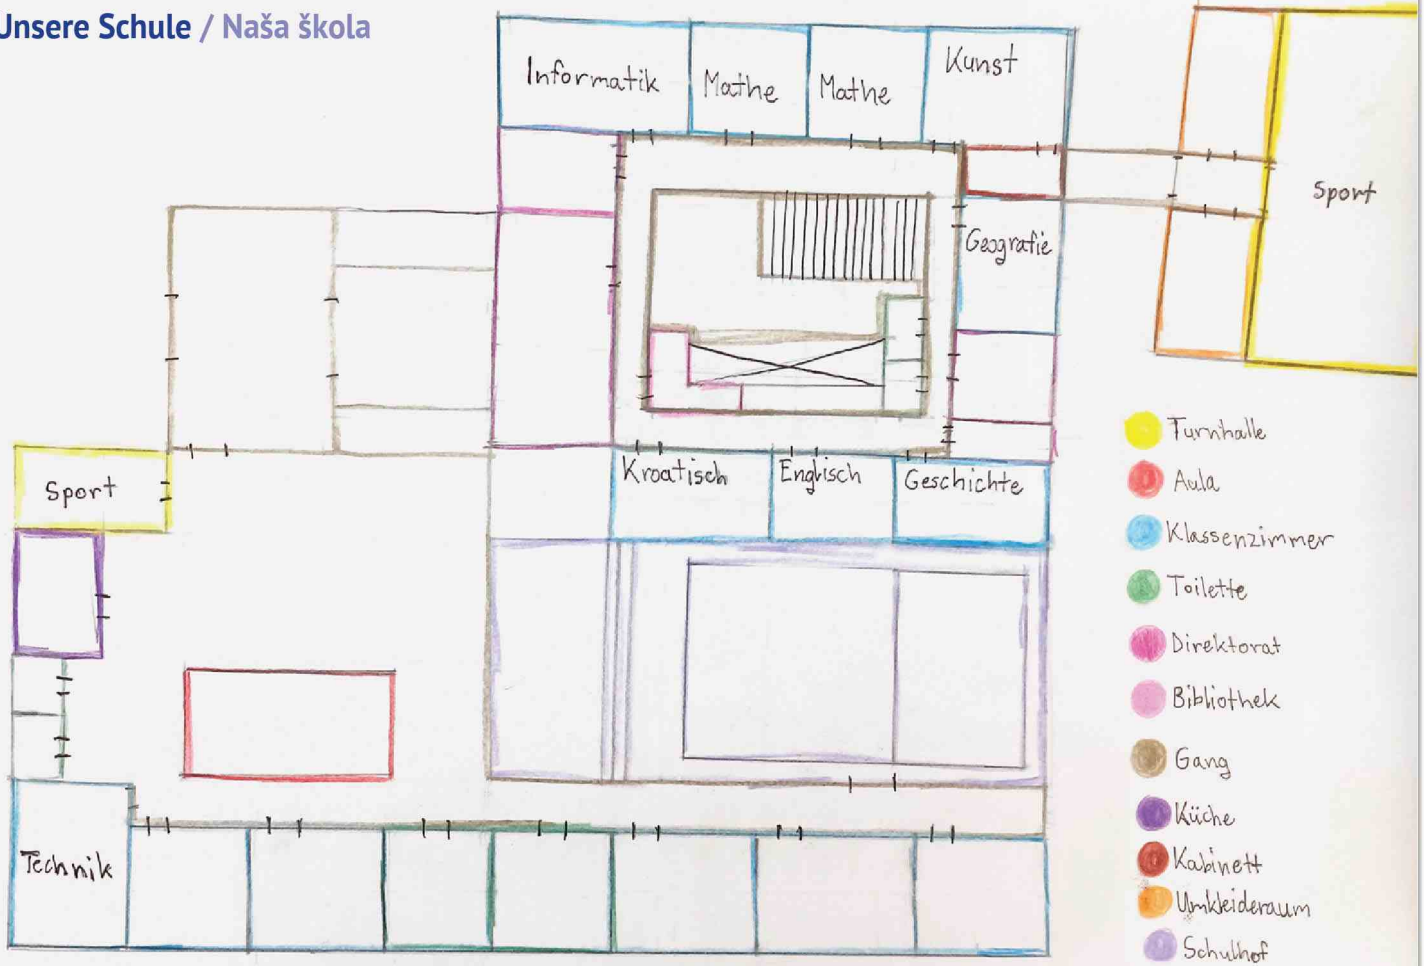 Unsere Schule / Naša škola
Informatik
Mathe
Mathe
Kunst
Sport
Geografie
Kroatisch
Englisch
Geschichte
Sport
Technik
Turnhalle
Aula
Klassenzimmer
Toilette
Direktorat
Bibliothek
Gang
Küche
Kabinett
Umkleideraum
Schulhof